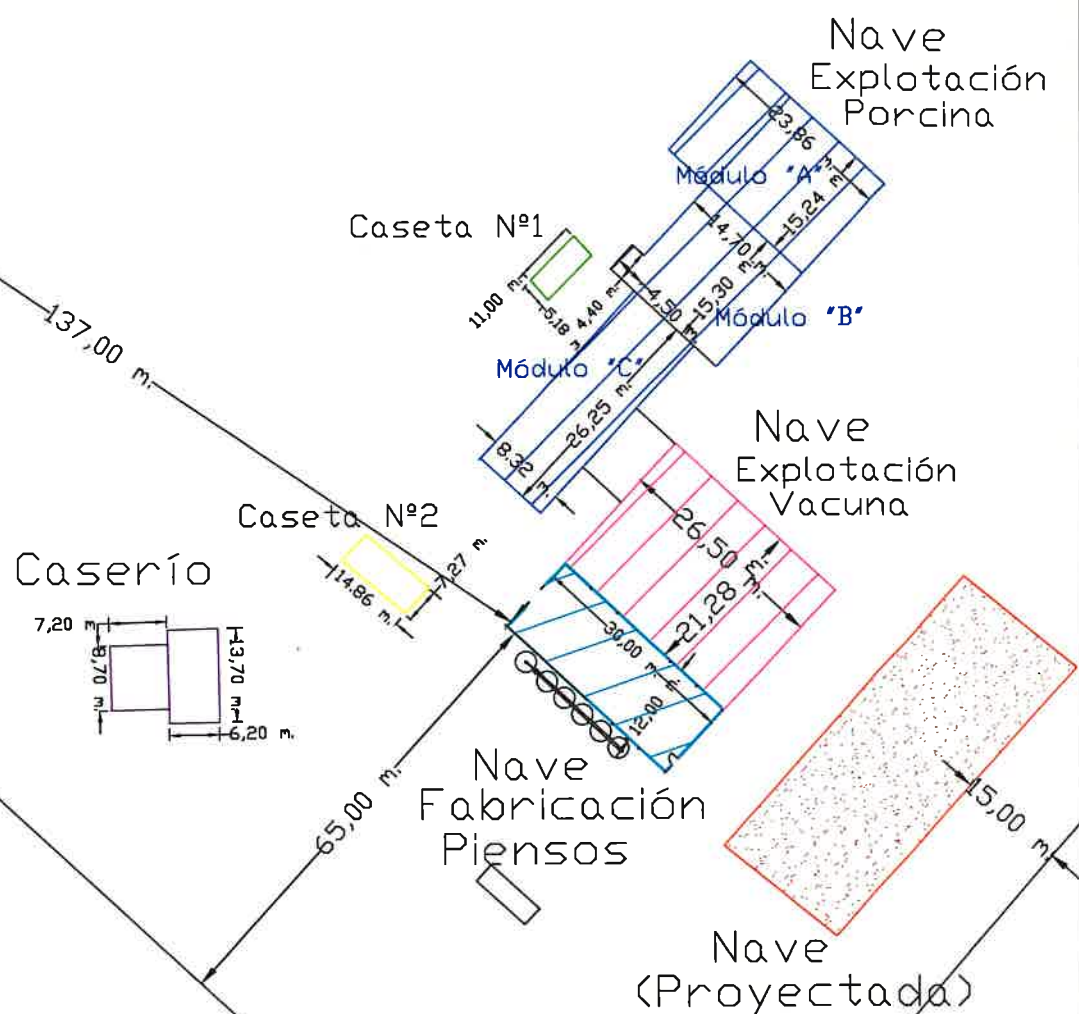 Nave
Explotación
Porcina
23,86 m.
Módulo "A"
15,24 m.
14,70 m.
Caseta Nº1
11,00 m.
5,18 m.
4,40 m.
4,50 m.
15,30 m.
Módulo "B"
Módulo "C"
26,25 m.
8,32 m.
137,00 m.
Nave
Explotación
Vacuna
26,50 m.
21,28 m.
Caseta Nº2
7,27 m.
14,86 m.
Caserío
7,20 m.
8,70 m.
13,70 m.
6,20 m.
30,00 m.
12,00 m.
Nave
Fabricación
Piensos
65,00 m.
15,00 m.
Nave
(Proyectada)